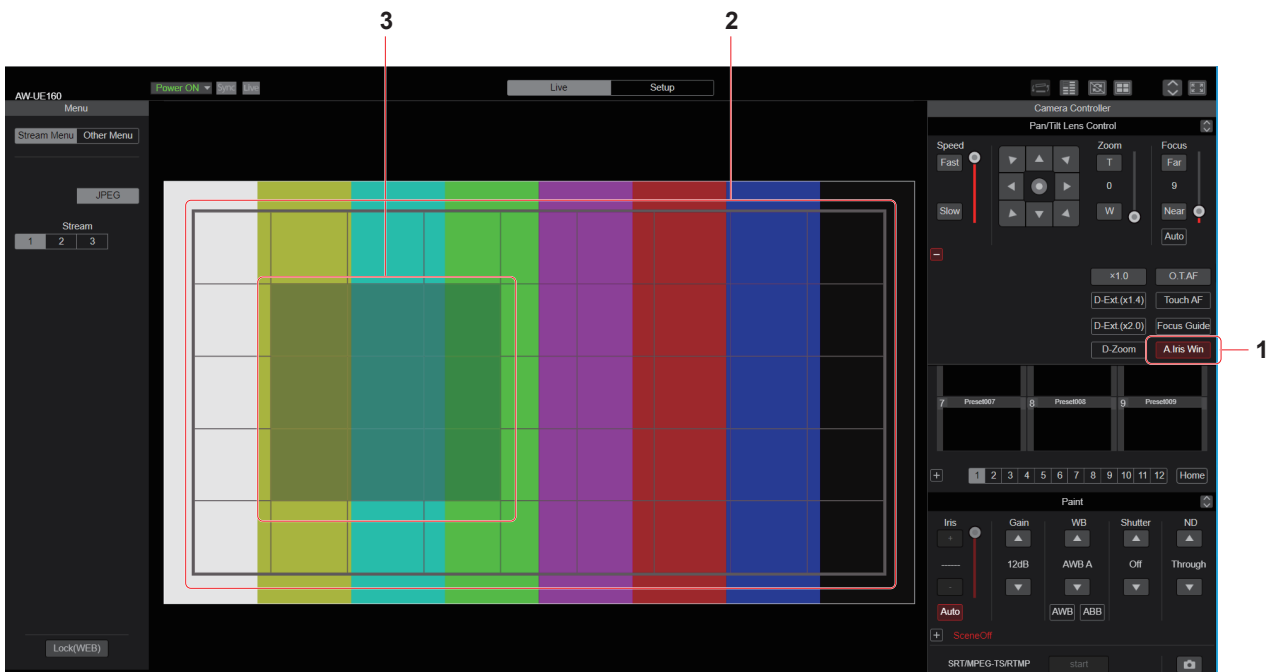 3
2
AW-UE160
Power ON
Sync
Live
Live
Setup
Menu
Stream Menu
Other Menu
JPEG
Stream
1 2 3
Lock(WEB)
Camera Controller
Pan/Tilt Lens Control
Speed
Zoom
Focus
Fast
T
Far
0
9
Slow
W
Near
Auto
×1.0
O.T.AF
D-Ext.(x1.4)
Touch AF
D-Ext.(x2.0)
Focus Guide
D-Zoom
A.Iris Win
1
7 Preset007
8 Preset008
9 Preset009
+ 1 2 3 4 5 6 7 8 9 10 11 12 Home
Paint
Iris
Gain
WB
Shutter
ND
+
-----
12dB
AWB A
Off
Through
-
Auto
AWB
ABB
+ SceneOff
SRT/MPEG-TS/RTMP
start